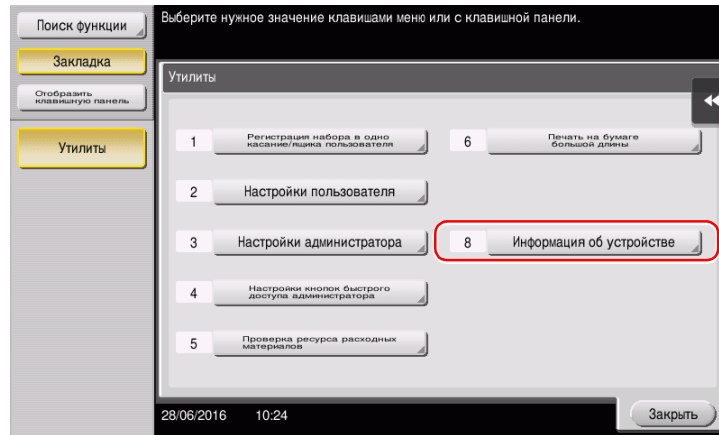 Выберите нужное значение клавишами меню или с клавишной панели.
Поиск функции
Закладка
Отобразить
клавишную панель
Утилиты
Утилиты
1
Регистрация набора в одно
касание/ящика пользователя
2
Настройки пользователя
3
Настройки администратора
4
Настройки кнопок быстрого
доступа администратора
5
Проверка ресурса расходных
материалов
6
Печать на бумаге
большой длины
8
Информация об устройстве
28/06/2016 10:24
Закрыть